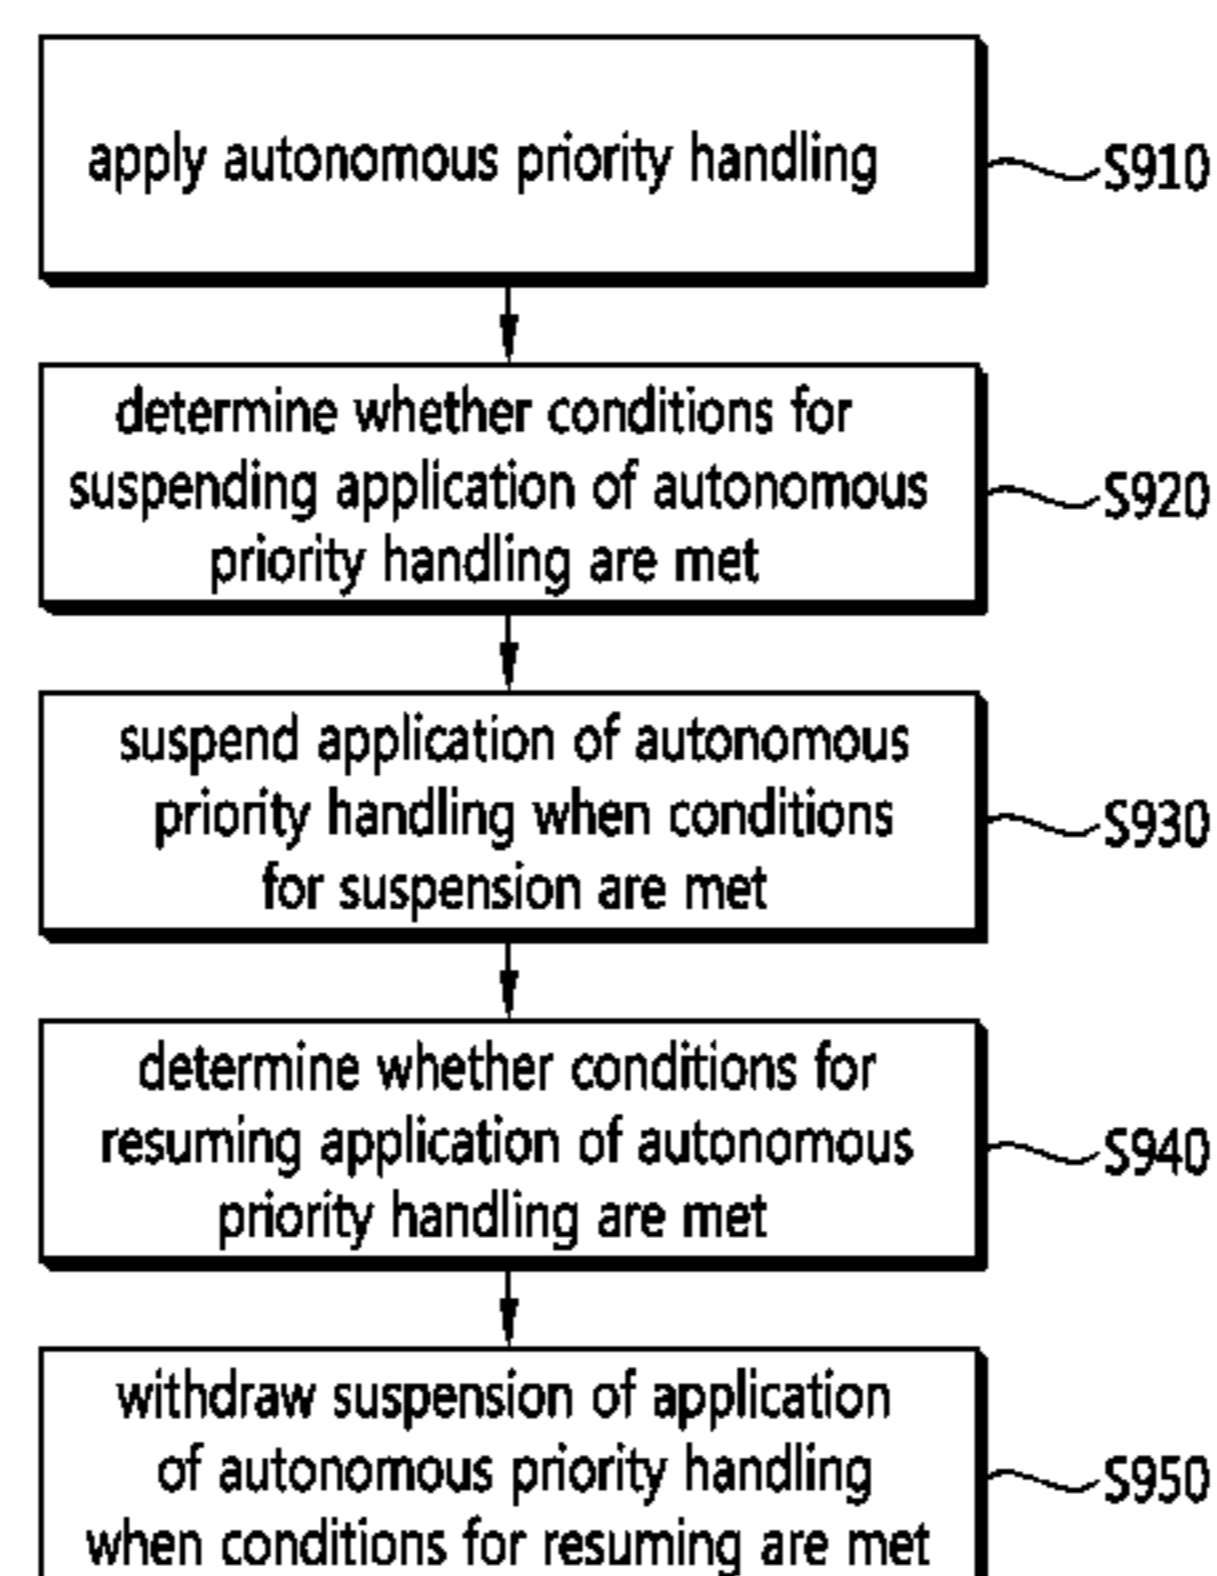 apply autonomous priority handling
S910
determine whether conditions for
suspending application of autonomous
priority handling are met
S920
suspend application of autonomous
priority handling when conditions
for suspension are met
S930
determine whether conditions for
resuming application of autonomous
priority handling are met
S940
withdraw suspension of application
of autonomous priority handling
when conditions for resuming are met
S950